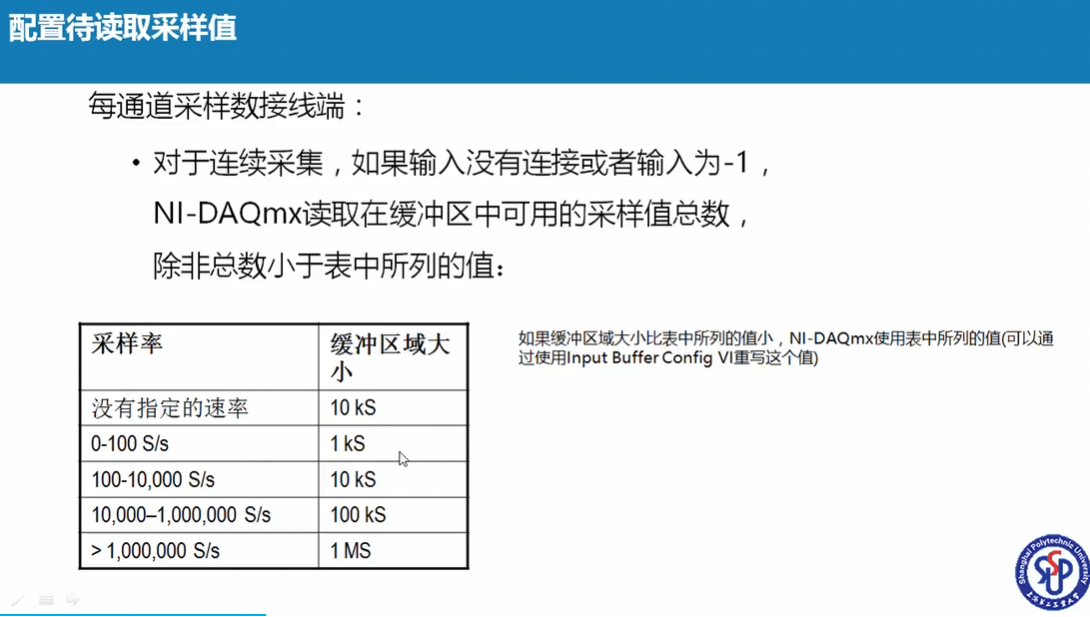 配置待读取采样值
每通道采样数接线端：
• 对于连续采集，如果输入没有连接或者输入为-1，
NI-DAQmx读取在缓冲区中可用的采样值总数，
除非总数小于表中所列的值：
采样率 缓冲区域大
小
没有指定的速率 10 kS
0-100 S/s 1 kS
100-10,000 S/s 10 kS
10,000–1,000,000 S/s 100 kS
> 1,000,000 S/s 1 MS
如果缓冲区域大小比表中所列的值小，NI-DAQmx使用表中所列的值(可以通
过使用Input Buffer Config VI重写这个值)
Shanghai Polytechnic University
上海第二工业大学